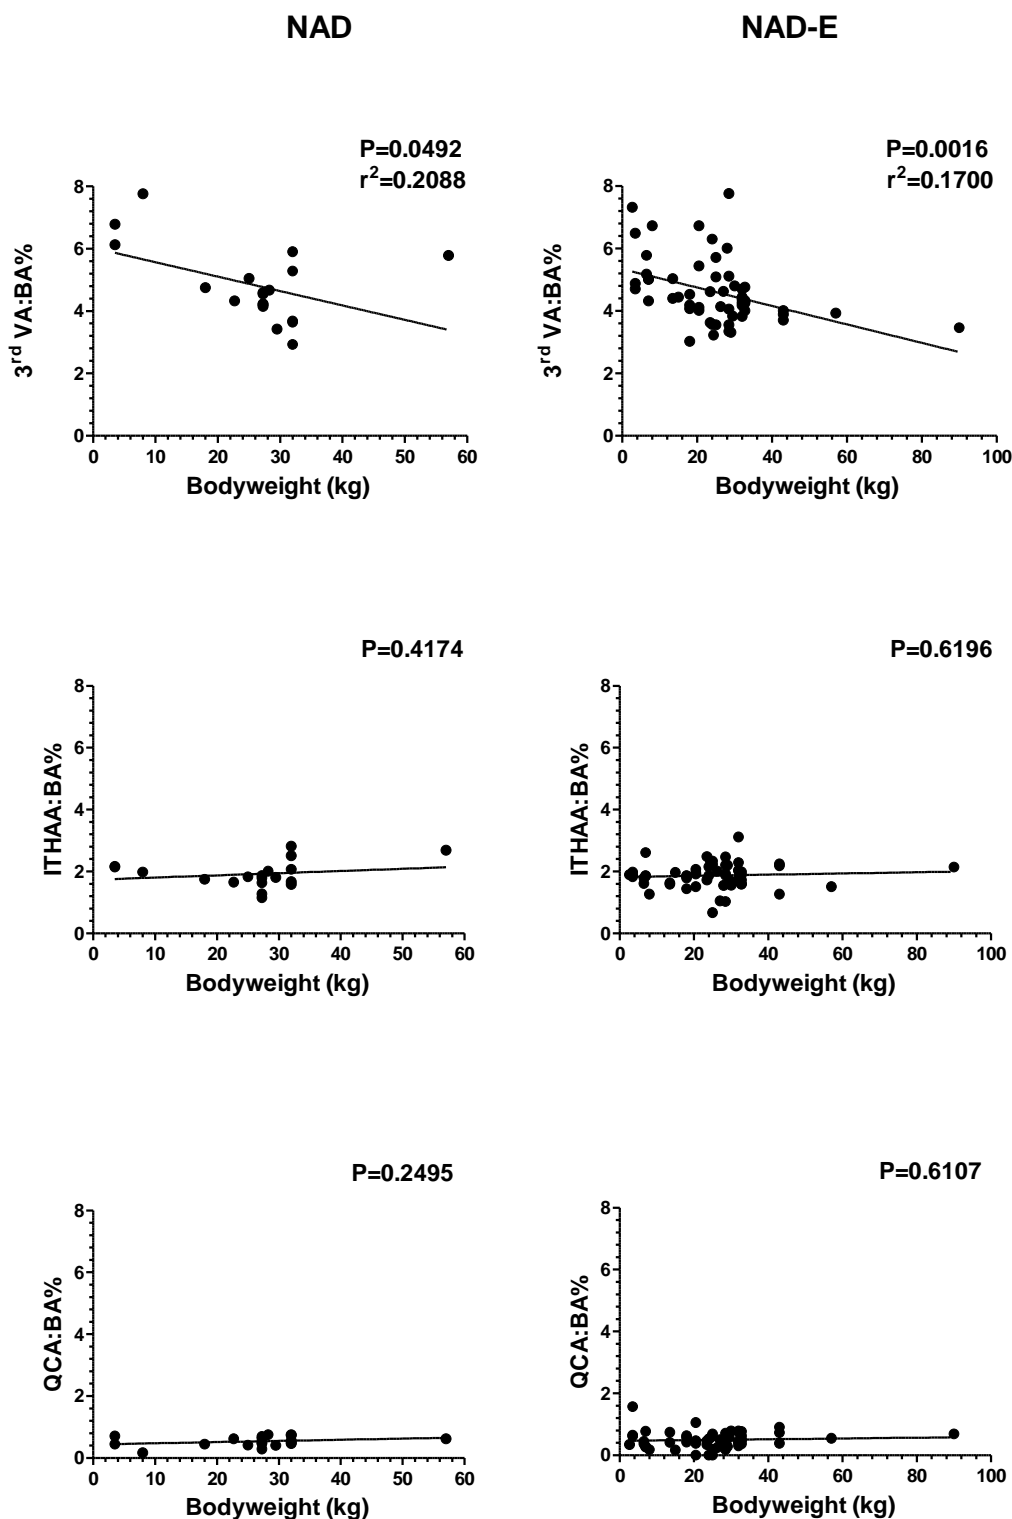 NAD
NAD-E
P=0.0492
r²=0.2088
8
6
4
2
0
3rd VA:BA%
0 10 20 30 40 50 60
Bodyweight (kg)
P=0.0016
r²=0.1700
8
6
4
2
0
3rd VA:BA%
0 20 40 60 80 100
Bodyweight (kg)
P=0.4174
8
6
4
2
0
ITHAA:BA%
0 10 20 30 40 50 60
Bodyweight (kg)
P=0.6196
8
6
4
2
0
ITHAA:BA%
0 20 40 60 80 100
Bodyweight (kg)
P=0.2495
8
6
4
2
0
QCA:BA%
0 10 20 30 40 50 60
Bodyweight (kg)
P=0.6107
8
6
4
2
0
QCA:BA%
0 20 40 60 80 100
Bodyweight (kg)